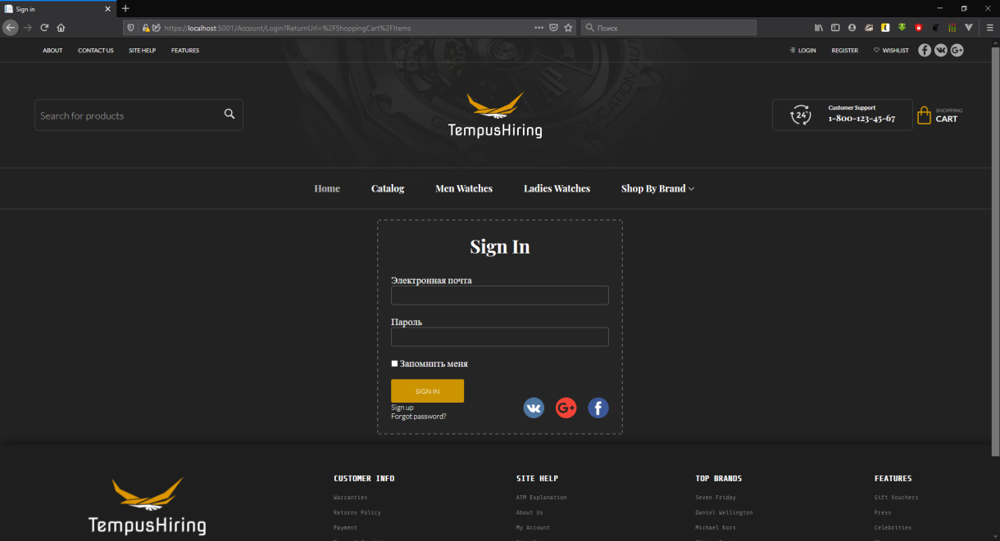 Sign in
https://localhost:5001/Account/Login?ReturnUrl=%2FShoppingCart%2FItems
Поиск
ABOUT CONTACT US SITE HELP FEATURES
LOGIN REGISTER WISHLIST
Search for products
TempusHiring
24
Customer Support
1-800-123-45-67
SHOPPING
CART
Home Catalog Men Watches Ladies Watches Shop By Brand
Sign In
Электронная почта
Пароль
Запомнить меня
SIGN IN
Sign up
Forgot password?
TempusHiring
CUSTOMER INFO
Warranties
Returns Policy
Payment
SITE HELP
ATM Explanation
About Us
My Account
TOP BRANDS
Seven Friday
Daniel Wellington
Michael Kors
FEATURES
Gift Vouchers
Press
Celebrities